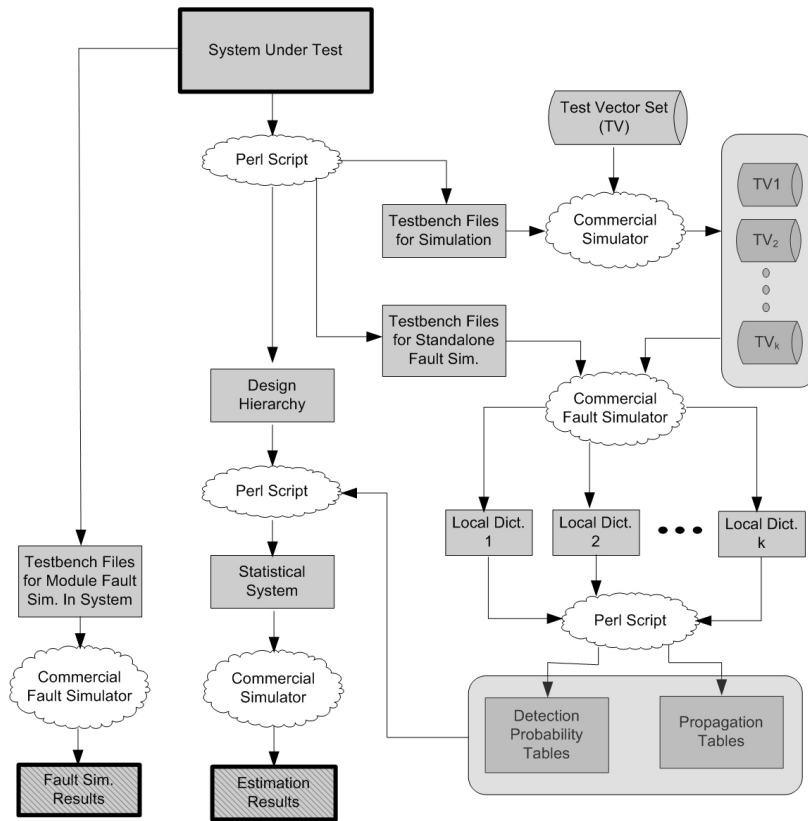 System Under Test
Test Vector Set
(TV)
Perl Script
TV1
Testbench Files
for Simulation
Commercial
Simulator
TV2
Testbench Files
for Standalone
Fault Sim.
TVk
Design
Hierarchy
Commercial
Fault Simulator
Perl Script
Local Dict.
1
Local Dict.
2
Local Dict.
k
Testbench Files
for Module Fault
Sim. In System
Statistical
System
Perl Script
Commercial
Fault Simulator
Commercial
Simulator
Detection
Probability
Tables
Propagation
Tables
Fault Sim.
Results
Estimation
Results